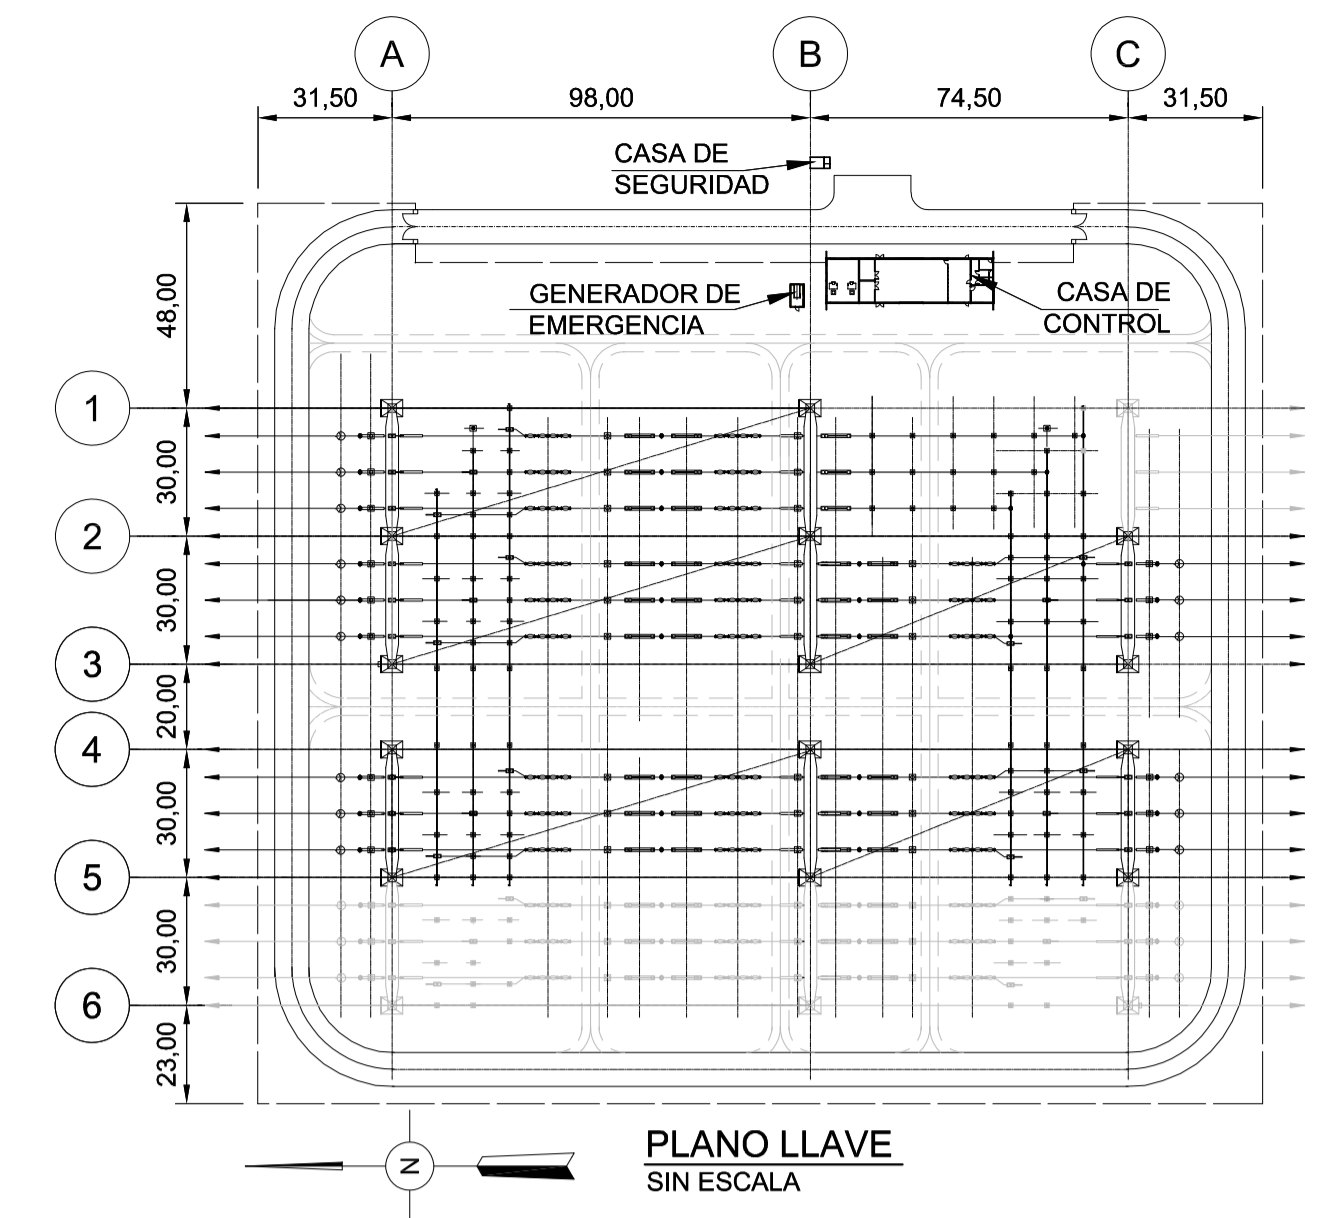 A B C
31,50 98,00 74,50 31,50
CASA DE
SEGURIDAD
48,00
GENERADOR DE
EMERGENCIA
CASA DE
CONTROL
1
30,00
2
30,00
3
20,00
4
30,00
5
30,00
6
23,00
N
PLANO LLAVE
SIN ESCALA